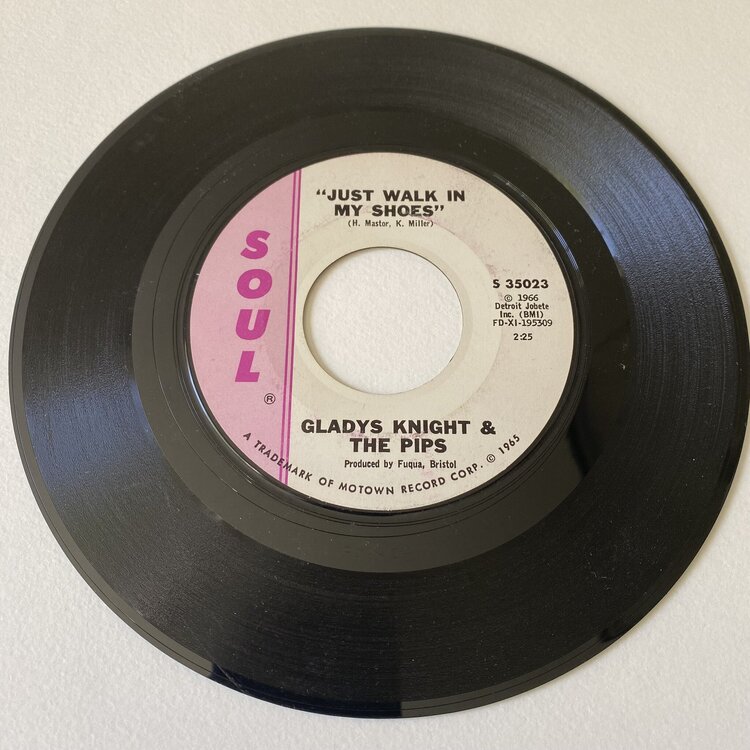 "JUST WALK IN
MY SHOES"
(H. Mastor, K. Miller)
SOUL
®
S 35023
© 1966
Detroit Jobete
Inc. (BMI)
FD-XI-195309
2:25
GLADYS KNIGHT &
THE PIPS
Produced by Fuqua, Bristol
A TRADEMARK OF MOTOWN RECORD CORP. © 1965